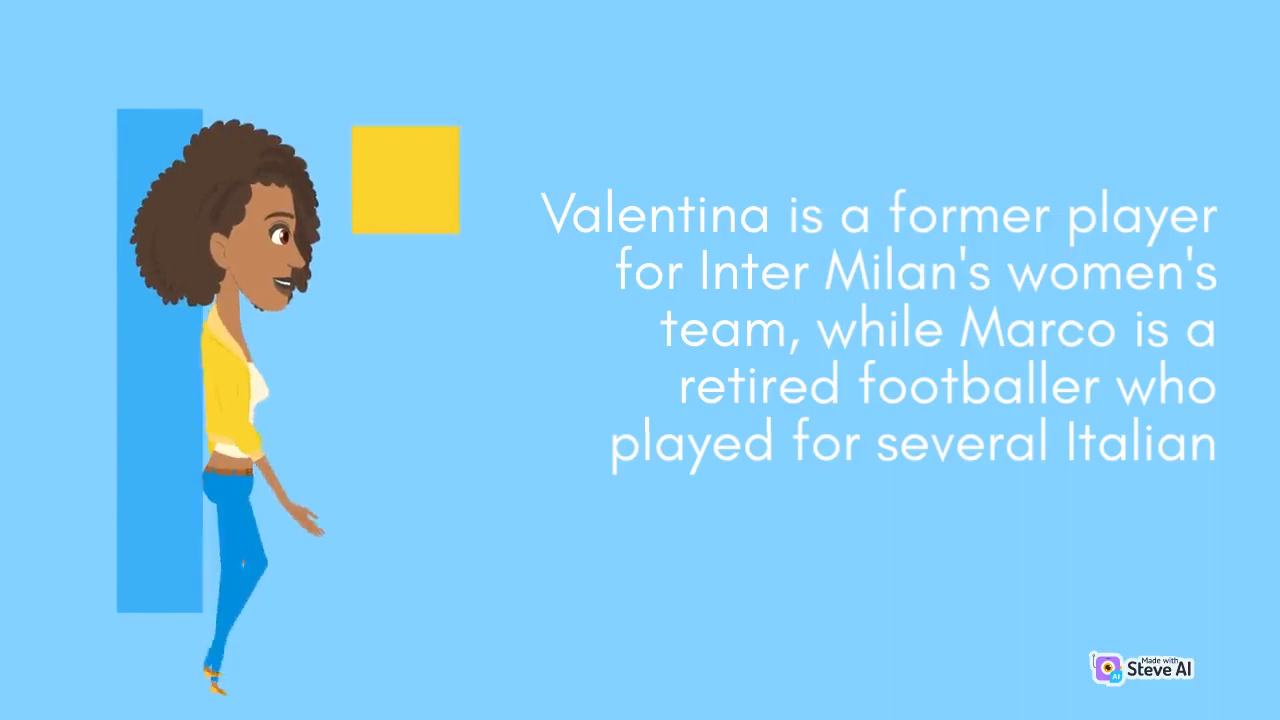 Valentina is a former player
for Inter Milan's women's
team, while Marco is a
retired footballer who
played for several Italian
Made with
Steve AI
AI